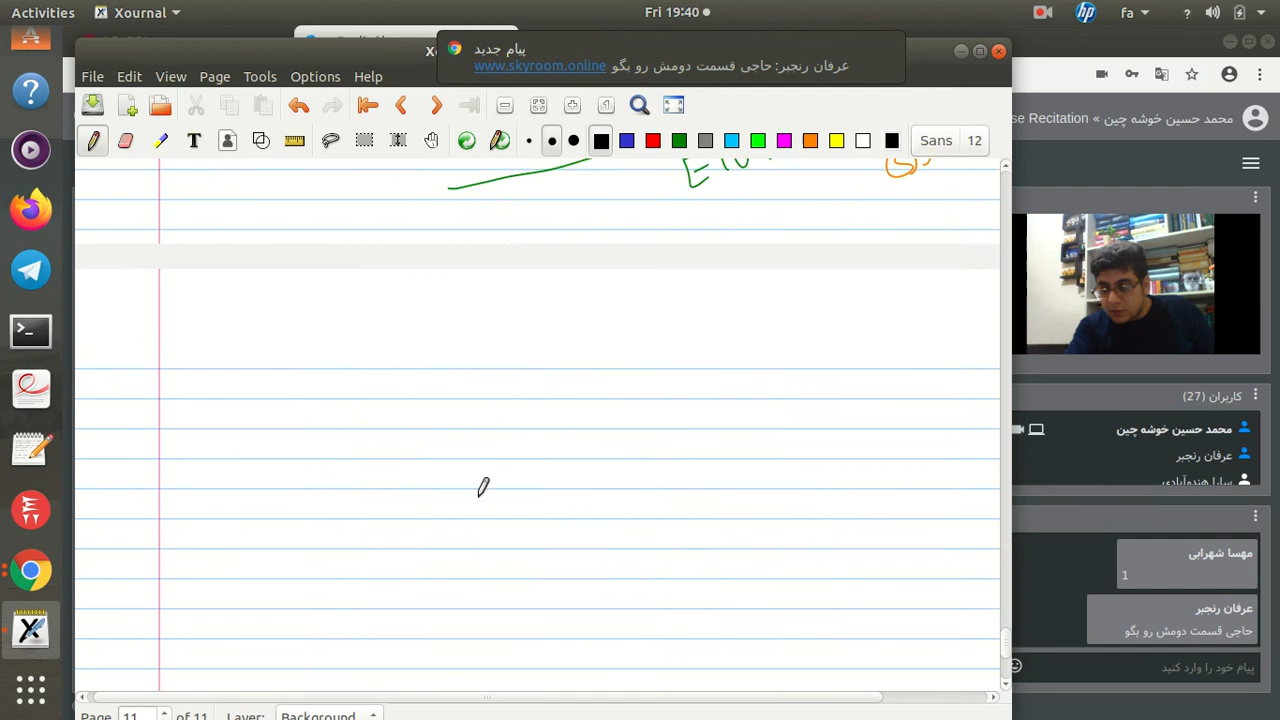 Activities
Xournal
Fri 19:40
fa
پیام جدید
عرفان رنجبر: حاجی قسمت دومش رو بگو www.skyroom.online
File Edit View Page Tools Options Help
Sans 12
محمد حسین خوشه چین » se Recitation
کاربران (27)
محمد حسین خوشه چین
عرفان رنجبر
سارا هندوآبادی
مهسا شهرابی
1
عرفان رنجبر
حاجی قسمت دومش رو بگو
پیام خود را وارد کنید
Page 11 of 11 Layer: Background